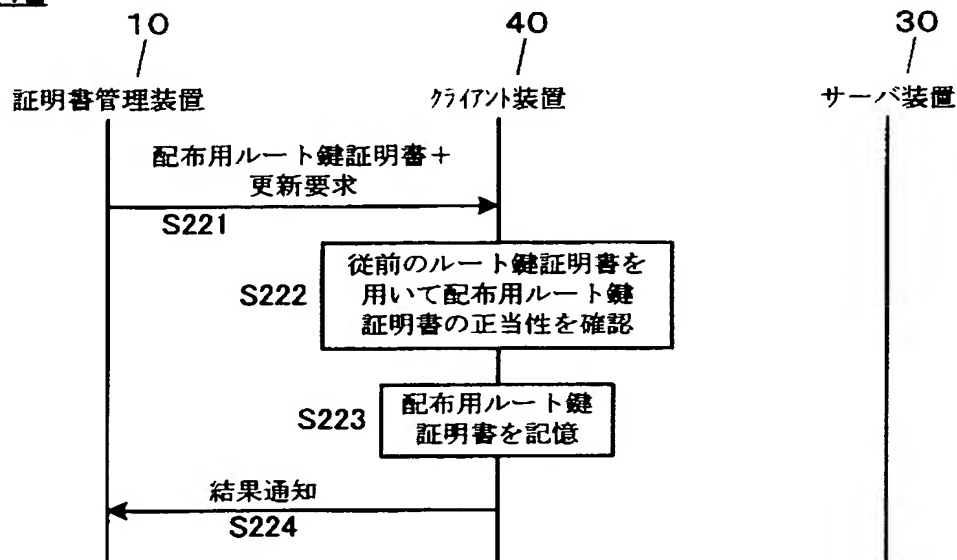 10
40
30
証明書管理装置
クライアント装置
サーバ装置
配布用ルート鍵証明書+
更新要求
S221
S222
従前のルート鍵証明書を
用いて配布用ルート鍵
証明書の正当性を確認
S223
配布用ルート鍵
証明書を記憶
結果通知
S224